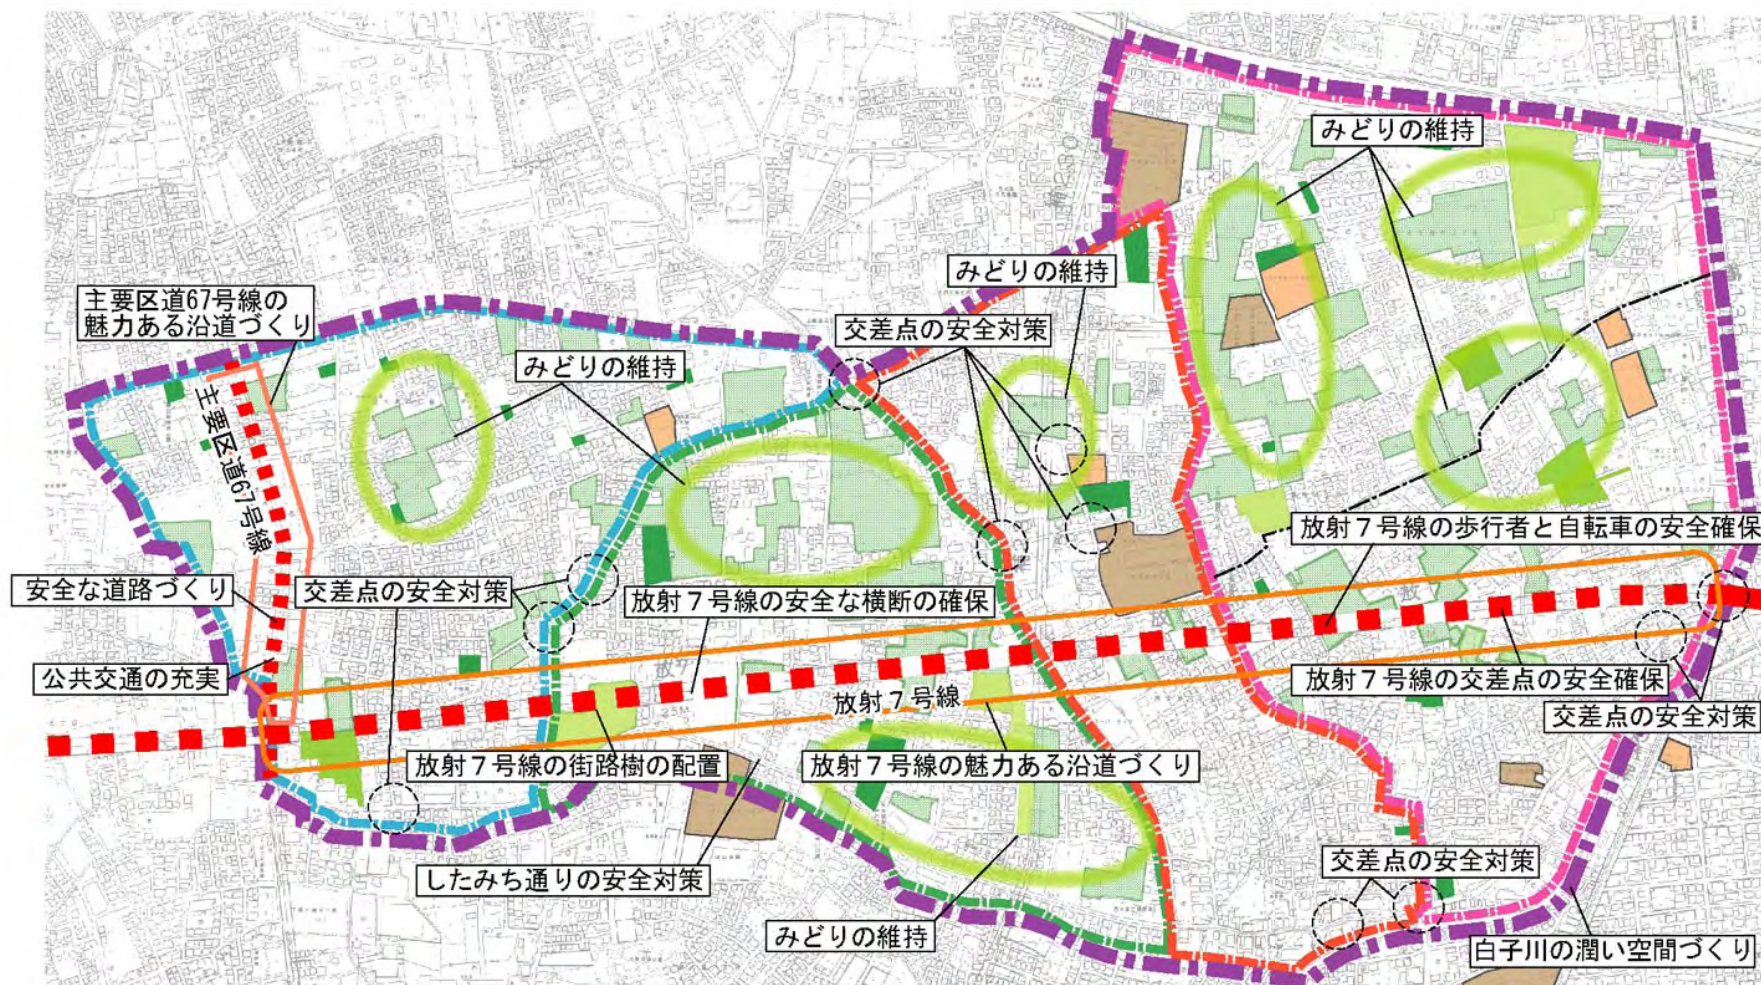 みどりの維持
みどりの維持
主要区道67号線の
魅力ある沿道づくり
交差点の安全対策
みどりの維持
主要区道67号線
放射７号線の歩行者と自転車の安全確保
安全な道路づくり
交差点の安全対策
放射７号線の安全な横断の確保
公共交通の充実
放射７号線の交差点の安全確保
放射７号線
交差点の安全対策
放射７号線の街路樹の配置
放射７号線の魅力ある沿道づくり
交差点の安全対策
したみち通りの安全対策
みどりの維持
白子川の潤い空間づくり